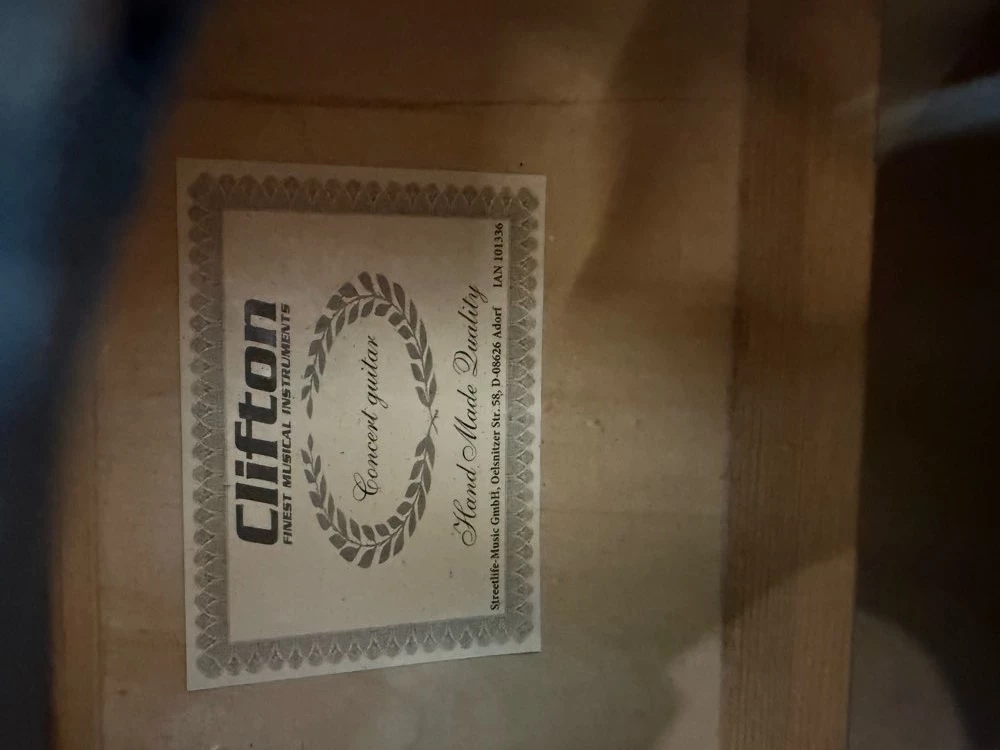 Clifton
FINEST MUSICAL INSTRUMENTS
Concert guitar
Hand Made Quality
Streetlife-Music GmbH, Oelsnitzer Str. 58, D-08626 Adorf IAN 101336